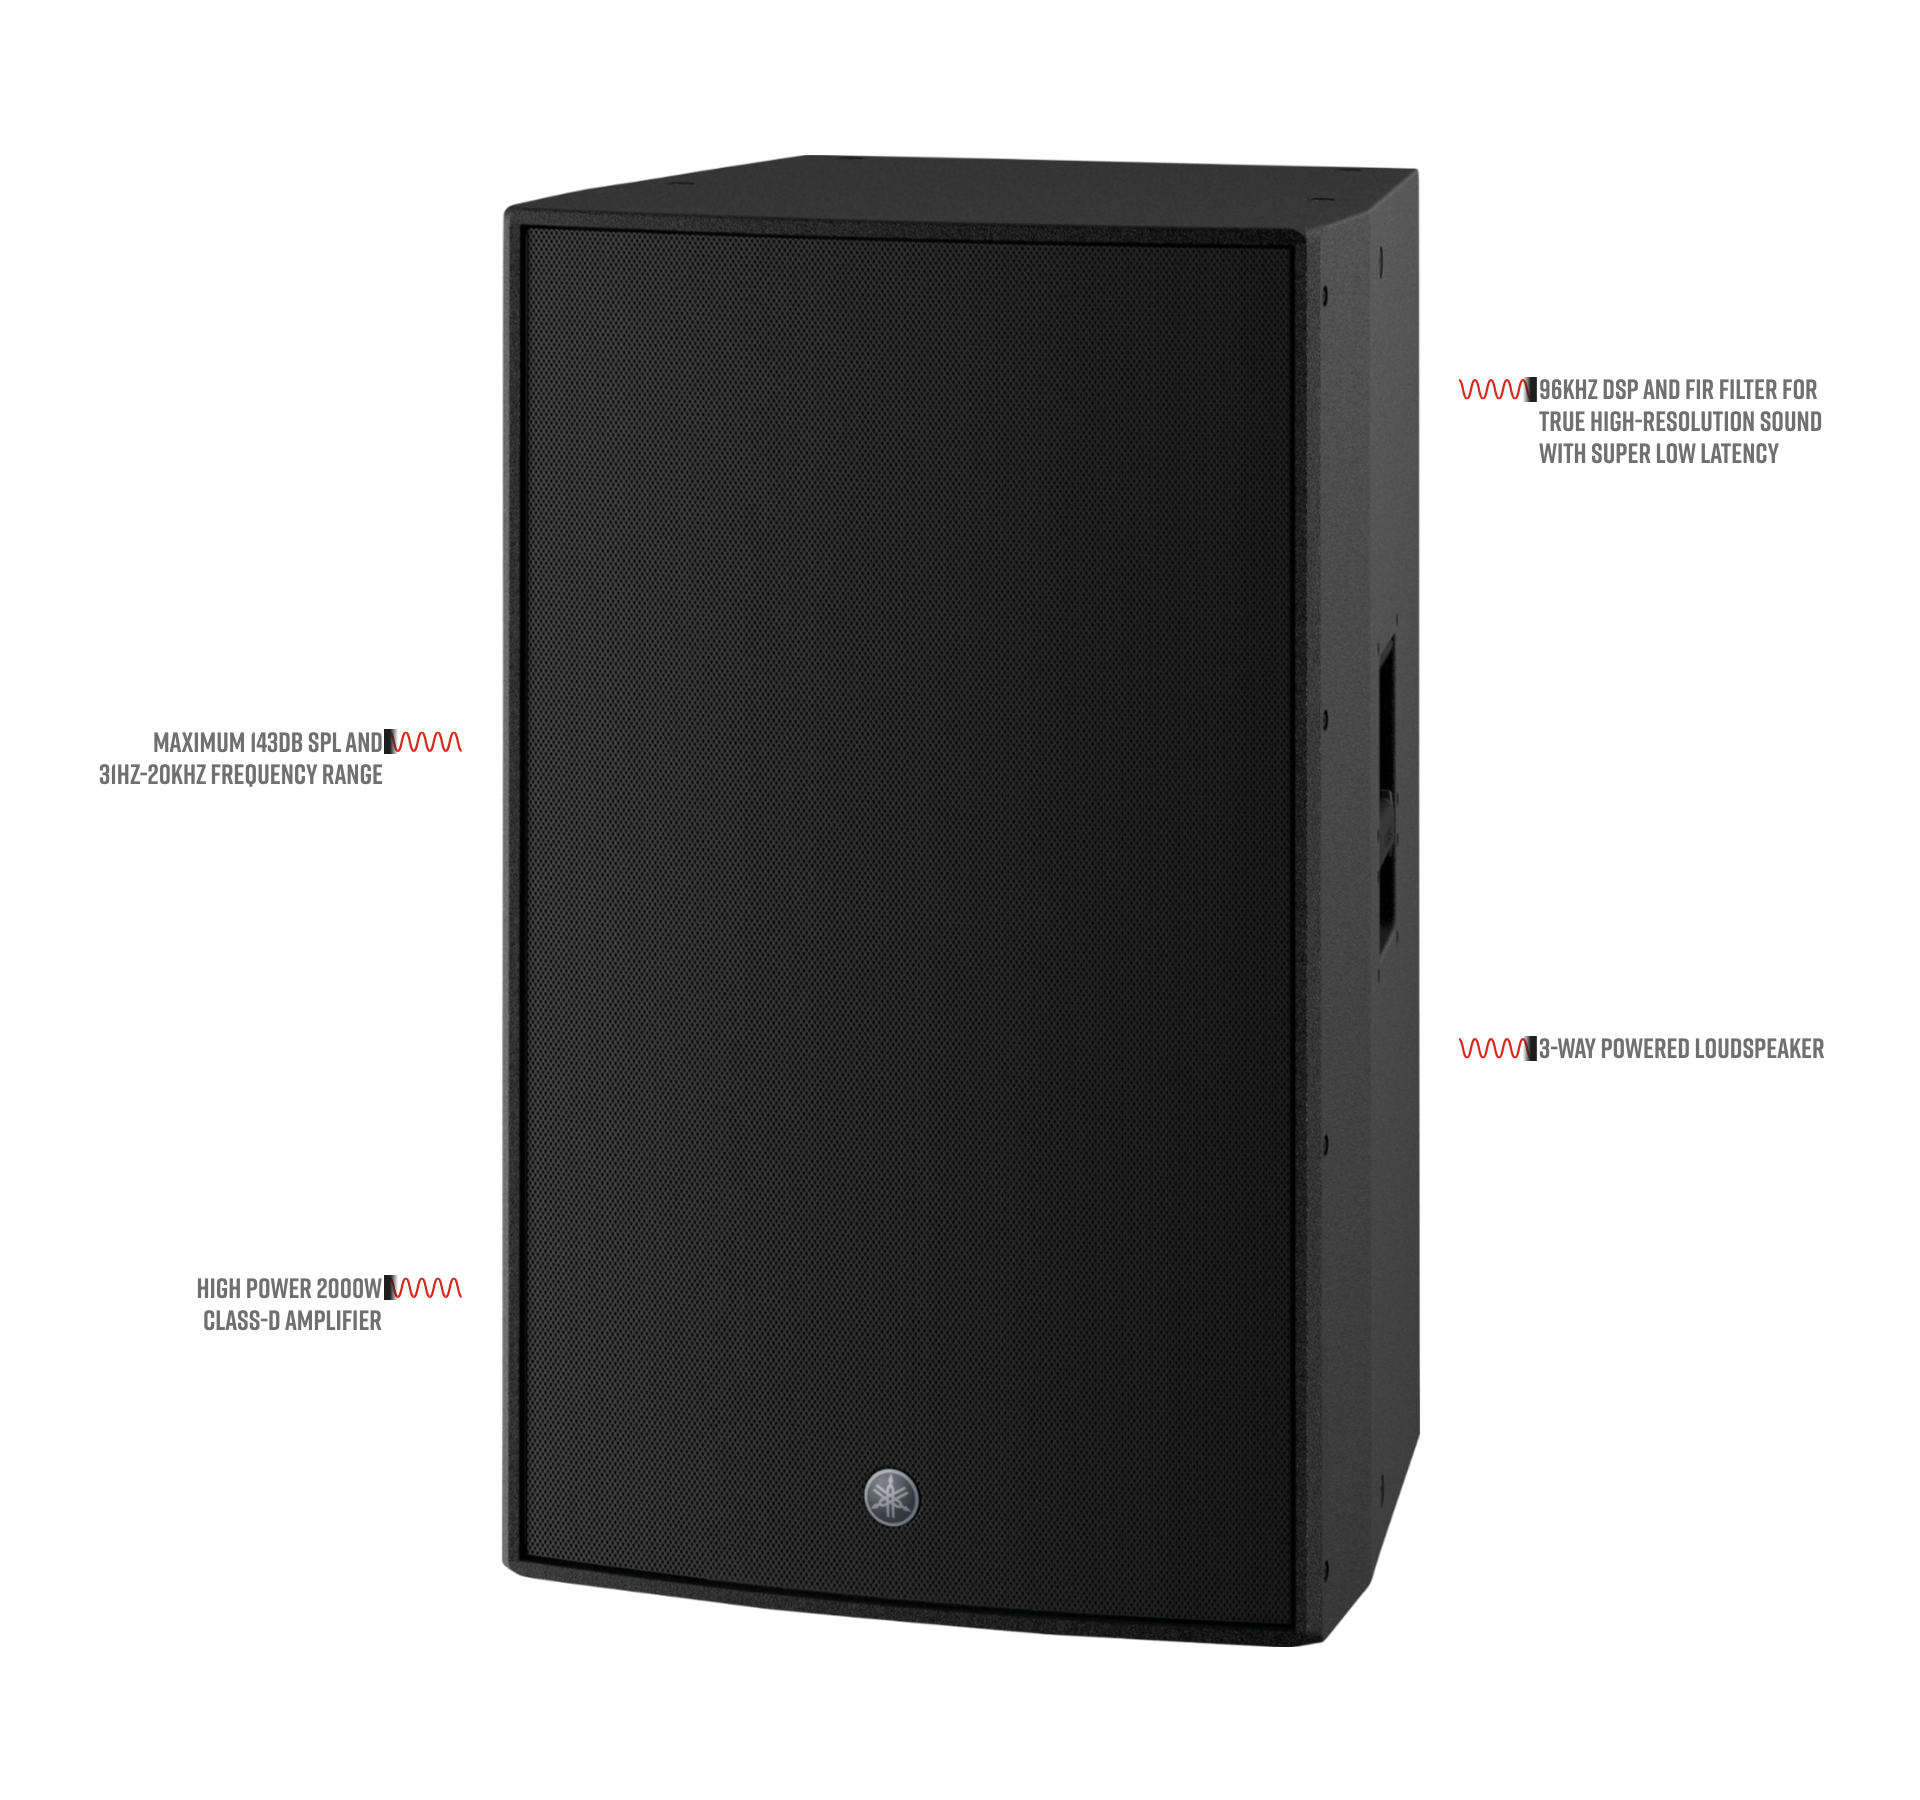 96KHZ DSP AND FIR FILTER FOR
TRUE HIGH-RESOLUTION SOUND
WITH SUPER LOW LATENCY
MAXIMUM 143DB SPL AND
31HZ-20KHZ FREQUENCY RANGE
3-WAY POWERED LOUDSPEAKER
HIGH POWER 2000W
CLASS-D AMPLIFIER